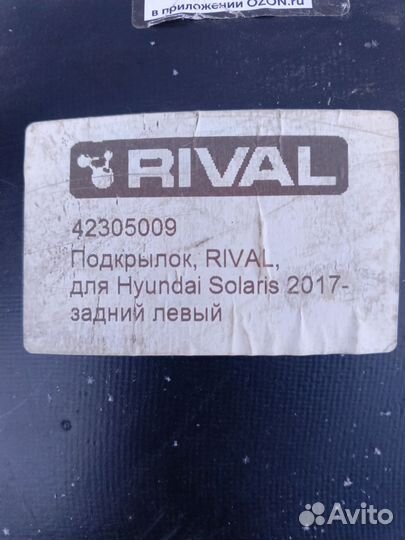 в приложении OZON.ru
RIVAL
42305009
Подкрылок, RIVAL,
для Hyundai Solaris 2017-
задний левый
Avito